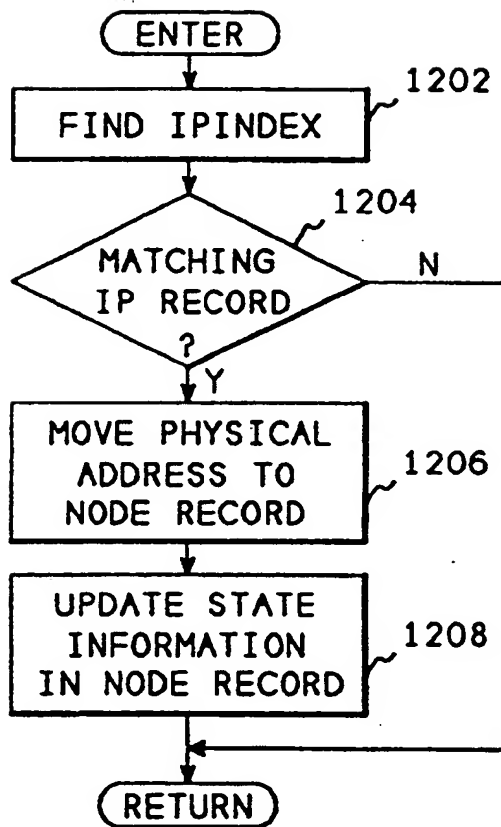 ENTER
1202
FIND IPINDEX
1204
MATCHING
IP RECORD
?
N
Y
MOVE PHYSICAL
ADDRESS TO
NODE RECORD
1206
UPDATE STATE
INFORMATION
IN NODE RECORD
1208
RETURN